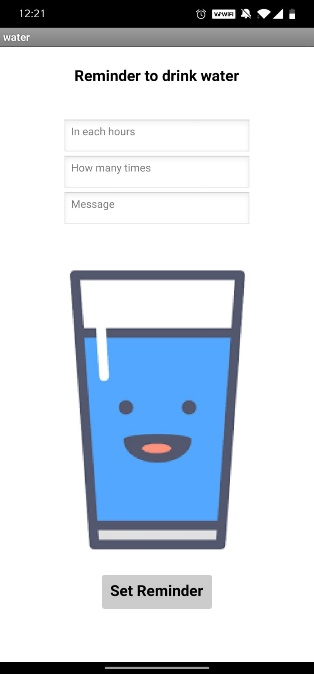 12:21
VoWiFi
water
Reminder to drink water
In each hours
How many times
Message
Set Reminder